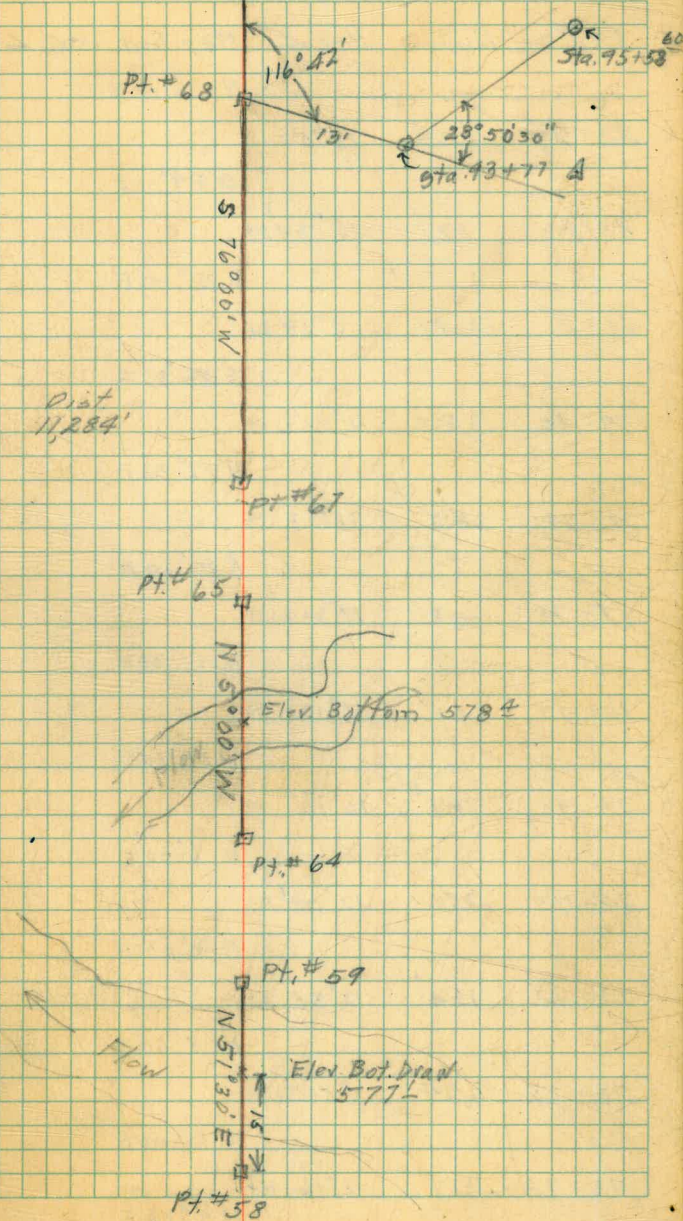 60
Sta. 95+58
116° 42'
Pt. # 68
13'
28°50'30"
Sta. 93+77
S 76°00' W
Dist
11,284'
Pt # 67
Pt. # 65
N 5°00' W
Elev. Bottom 578±
Flow
Pt. # 64
Pt. # 59
Flow
N 51°30' E
Elev Bot. Draw
577±
15'
Pt. # 58